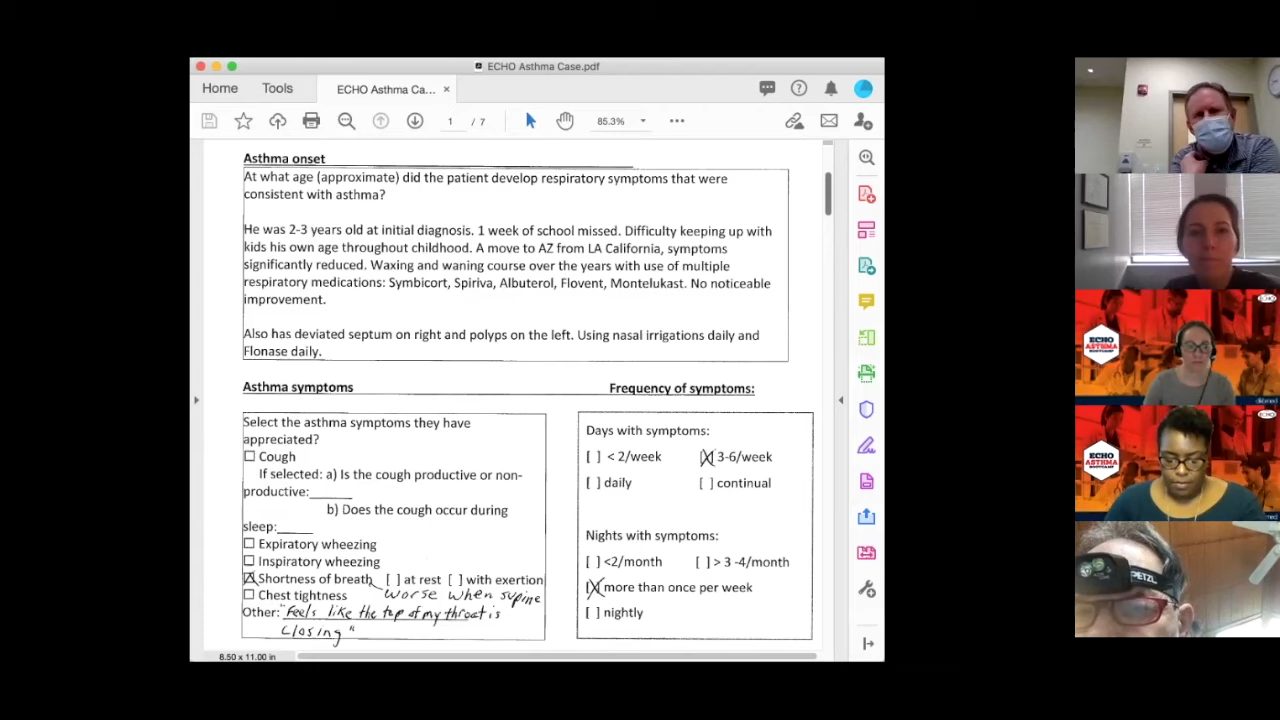 ECHO Asthma Case.pdf
Home Tools ECHO Asthma Ca... ×
1 / 7 85.3%
Asthma onset
At what age (approximate) did the patient develop respiratory symptoms that were
consistent with asthma?
He was 2-3 years old at initial diagnosis. 1 week of school missed. Difficulty keeping up with
kids his own age throughout childhood. A move to AZ from LA California, symptoms
significantly reduced. Waxing and waning course over the years with use of multiple
respiratory medications: Symbicort, Spiriva, Albuterol, Flovent, Montelukast. No noticeable
improvement.
Also has deviated septum on right and polyps on the left. Using nasal irrigations daily and
Flonase daily.
Asthma symptoms
Select the asthma symptoms they have
appreciated?
Cough
If selected: a) Is the cough productive or non-
productive:
b) Does the cough occur during
sleep:
Expiratory wheezing
Inspiratory wheezing
Shortness of breath [ ] at rest [ ] with exertion
Chest tightness worse when supine
Other: "Feels like the top of my throat is
closing"
Frequency of symptoms:
Days with symptoms:
[ ] < 2/week [X] 3-6/week
[ ] daily [ ] continual
Nights with symptoms:
[ ] <2/month [ ] > 3 -4/month
[X] more than once per week
[ ] nightly
8.50 x 11.00 in
ECHO
ECHO
ASTHMA
BOOTCAMP
ECHO
ECHO
ASTHMA
BOOTCAMP
PETZL